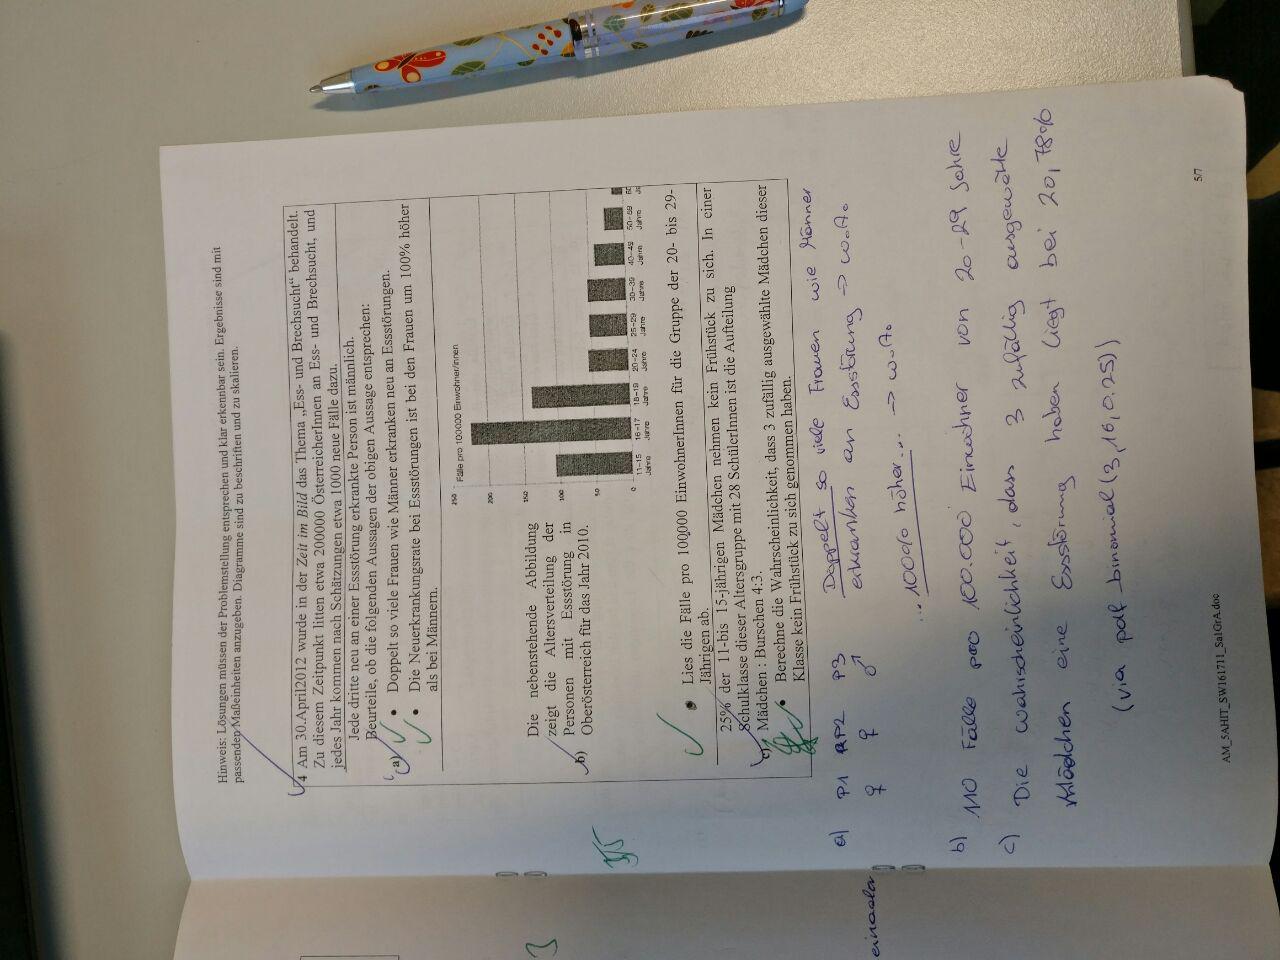 Hinweis: Lösungen müssen der Problemstellung entsprechen und klar erkennbar sein. Ergebnisse sind mit
passenden Maßeinheiten anzugeben. Diagramme sind zu beschriften und zu skalieren.
4 Am 30.April2012 wurde in der Zeit im Bild das Thema „Ess- und Brechsucht“ behandelt.
Zu diesem Zeitpunkt litten etwa 200000 ÖsterreicherInnen an Ess- und Brechsucht, und
jedes Jahr kommen nach Schätzungen etwa 1000 neue Fälle dazu.
Jede dritte neu an einer Essstörung erkrankte Person ist männlich.
Beurteile, ob die folgenden Aussagen der obigen Aussage entsprechen:
a) • Doppelt so viele Frauen wie Männer erkranken neu an Essstörungen.
• Die Neuerkrankungsrate bei Essstörungen ist bei den Frauen um 100% höher
als bei Männern.
Fälle pro 100000 Einwohner/innen
250
200
150
100
50
0
11–15 Jahre
16–17 Jahre
18–19 Jahre
20–24 Jahre
25–29 Jahre
30–39 Jahre
40–49 Jahre
50–59 Jahre
60
Ja
Die nebenstehende Abbildung
zeigt die Altersverteilung der
Personen mit Essstörung in
b) Oberösterreich für das Jahr 2010.
• Lies die Fälle pro 100000 EinwohnerInnen für die Gruppe der 20- bis 29-
Jährigen ab.
25% der 11-bis 15-jährigen Mädchen nehmen kein Frühstück zu sich. In einer
Schulklasse dieser Altersgruppe mit 28 SchülerInnen ist die Aufteilung
c) Mädchen : Burschen 4:3.
• Berechne die Wahrscheinlichkeit, dass 3 zufällig ausgewählte Mädchen dieser
Klasse kein Frühstück zu sich genommen haben.
3
3/5
einander
a) P1 P2 P3
♀ ♀ ♂
Doppelt so viele Frauen wie Männer
erkranken an Essstörung → w.A.
... 100% höher... → w.A.
b) 110 Fälle pro 100.000 Einwohner von 20-29 Jahre
c) Die Wahrscheinlichkeit, dass 3 zufällig ausgewälte
Mädchen eine Essstörung haben liegt bei 20,78%
(via pdf_binomial(3,16,0.25))
5/7
AM_5AHIT_SW161711_Sa1GrA.doc